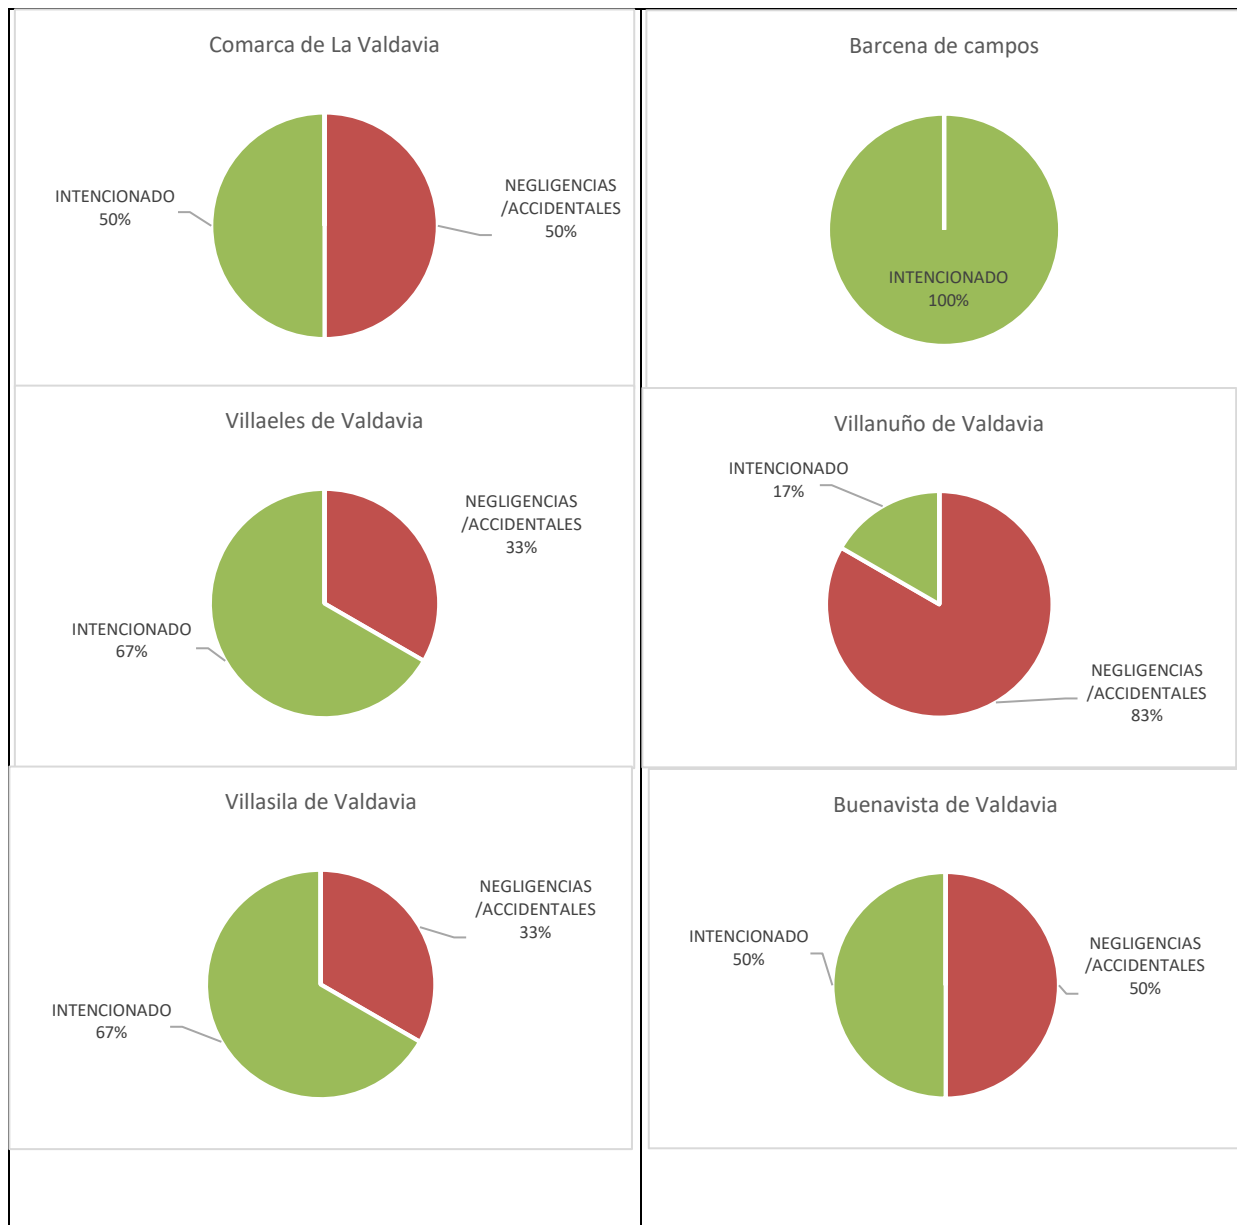 Comarca de La Valdavia
INTENCIONADO
50%
NEGLIGENCIAS
/ACCIDENTALES
50%
Barcena de campos
INTENCIONADO
100%
Villaeles de Valdavia
NEGLIGENCIAS
/ACCIDENTALES
33%
INTENCIONADO
67%
Villanuño de Valdavia
INTENCIONADO
17%
NEGLIGENCIAS
/ACCIDENTALES
83%
Villasila de Valdavia
NEGLIGENCIAS
/ACCIDENTALES
33%
INTENCIONADO
67%
Buenavista de Valdavia
INTENCIONADO
50%
NEGLIGENCIAS
/ACCIDENTALES
50%